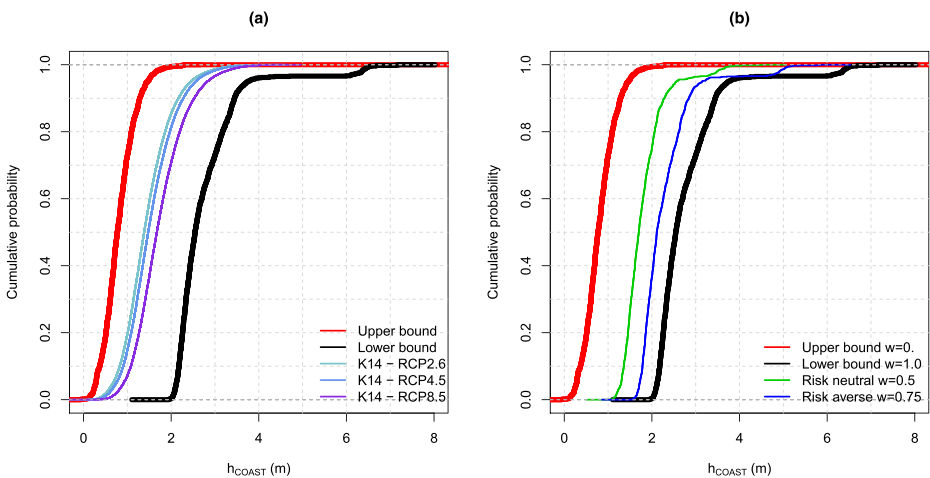 (a)
1.0
0.8
0.6
0.4
0.2
0.0
Cumulative probability
Upper bound
Lower bound
K14 − RCP2.6
K14 − RCP4.5
K14 − RCP8.5
0 2 4 6 8
hCOAST (m)
(b)
1.0
0.8
0.6
0.4
0.2
0.0
Cumulative probability
Upper bound w=0.
Lower bound w=1.0
Risk neutral w=0.5
Risk averse w=0.75
0 2 4 6 8
hCOAST (m)